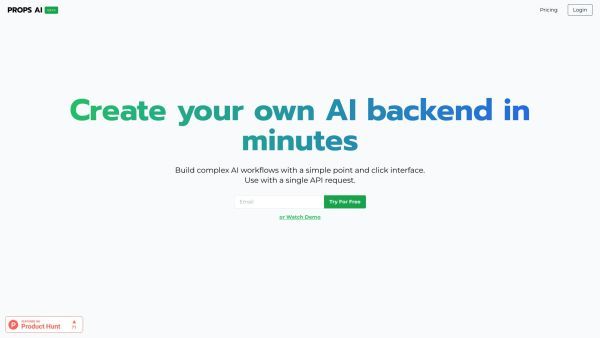 PROPS AI BETA
Pricing
Login
Create your own AI backend in
minutes
Build complex AI workflows with a simple point and click interface.
Use with a single API request.
Email
Try For Free
or Watch Demo
FEATURED ON
Product Hunt
71